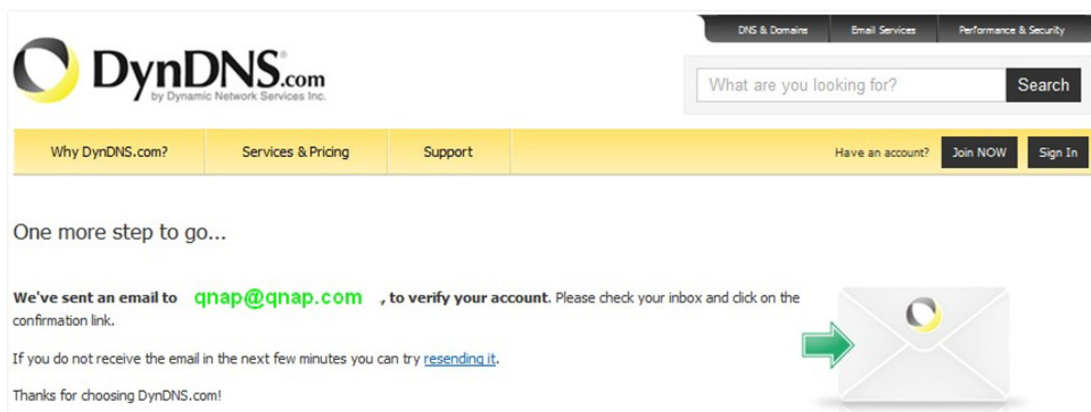 DNS & Domains Email Services Performance & Security
DynDNS.com
by Dynamic Network Services Inc.
What are you looking for? Search
Why DynDNS.com? Services & Pricing Support Have an account? Join NOW Sign In
One more step to go...
We've sent an email to qnap@qnap.com , to verify your account. Please check your inbox and click on the
confirmation link.
If you do not receive the email in the next few minutes you can try resending it.
Thanks for choosing DynDNS.com!